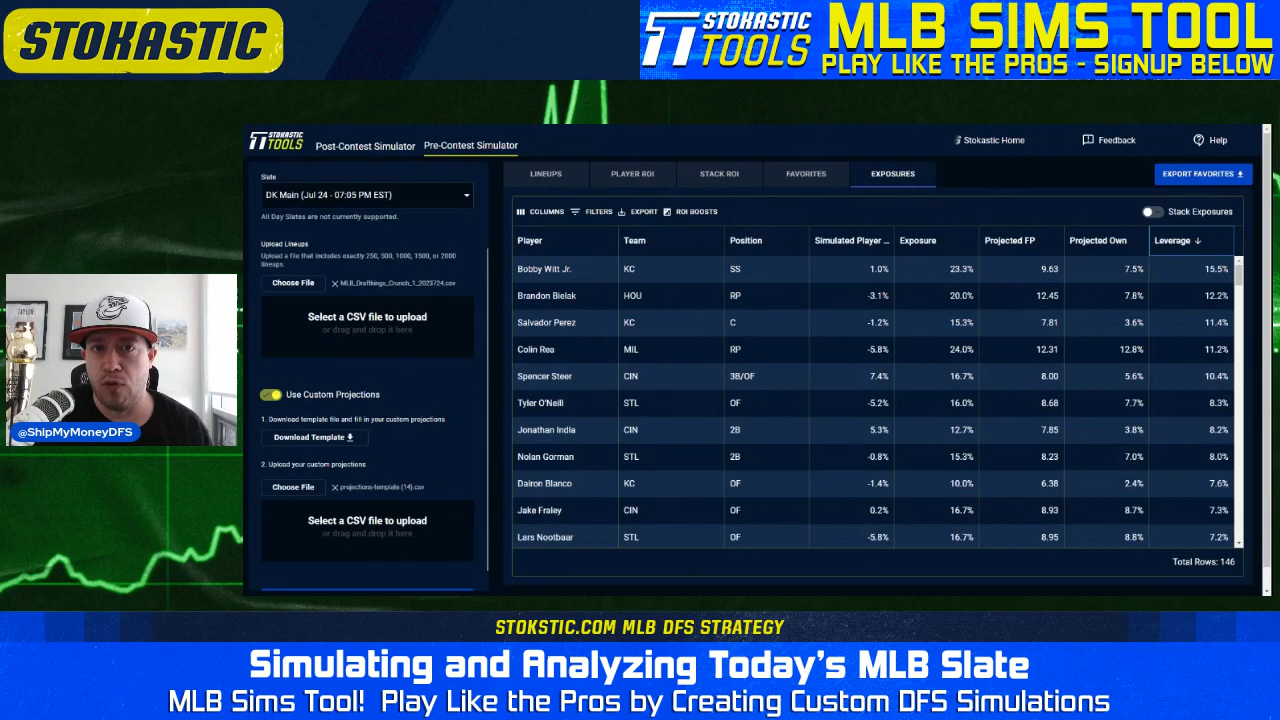 STOKASTIC
STOKASTIC TOOLS
MLB SIMS TOOL
PLAY LIKE THE PROS - SIGNUP BELOW
STOKASTIC TOOLS
Post-Contest Simulator
Pre-Contest Simulator
Stokastic Home
Feedback
Help
Slate
DK Main (Jul 24 - 07:05 PM EST)
All Day Slates are not currently supported.
Upload Lineups
Upload a file that includes exactly 250, 500, 1000, 1500, or 2000
lineups.
Choose File
MLB_Draftkings_Crunch_1_2023724.csv
Select a CSV file to upload
or drag and drop it here
Use Custom Projections
1. Download template file and fill in your custom projections
Download Template
2. Upload your custom projections
Choose File
projections-template (14).csv
Select a CSV file to upload
or drag and drop it here
LINEUPS PLAYER ROI STACK ROI FAVORITES EXPOSURES
EXPORT FAVORITES
COLUMNS FILTERS EXPORT ROI BOOSTS
Stack Exposures
Player Team Position Simulated Player ... Exposure Projected FP Projected Own Leverage
Bobby Witt Jr. KC SS 1.0% 23.3% 9.63 7.5% 15.5%
Brandon Bielak HOU RP -3.1% 20.0% 12.45 7.8% 12.2%
Salvador Perez KC C -1.2% 15.3% 7.81 3.6% 11.4%
Colin Rea MIL RP -5.8% 24.0% 12.31 12.8% 11.2%
Spencer Steer CIN 3B/OF 7.4% 16.7% 8.00 5.6% 10.4%
Tyler O'Neill STL OF -5.2% 16.0% 8.68 7.7% 8.3%
Jonathan India CIN 2B 5.3% 12.7% 7.85 3.8% 8.2%
Nolan Gorman STL 2B -0.8% 15.3% 8.23 7.0% 8.0%
Dairon Blanco KC OF -1.4% 10.0% 6.38 2.4% 7.6%
Jake Fraley CIN OF 0.2% 16.7% 8.93 8.7% 7.3%
Lars Nootbaar STL OF -5.8% 16.7% 8.95 8.8% 7.2%
Total Rows: 146
@ShipMyMoneyDFS
STOKSTIC.COM MLB DFS STRATEGY
Simulating and Analyzing Today's MLB Slate
MLB Sims Tool! Play Like the Pros by Creating Custom DFS Simulations